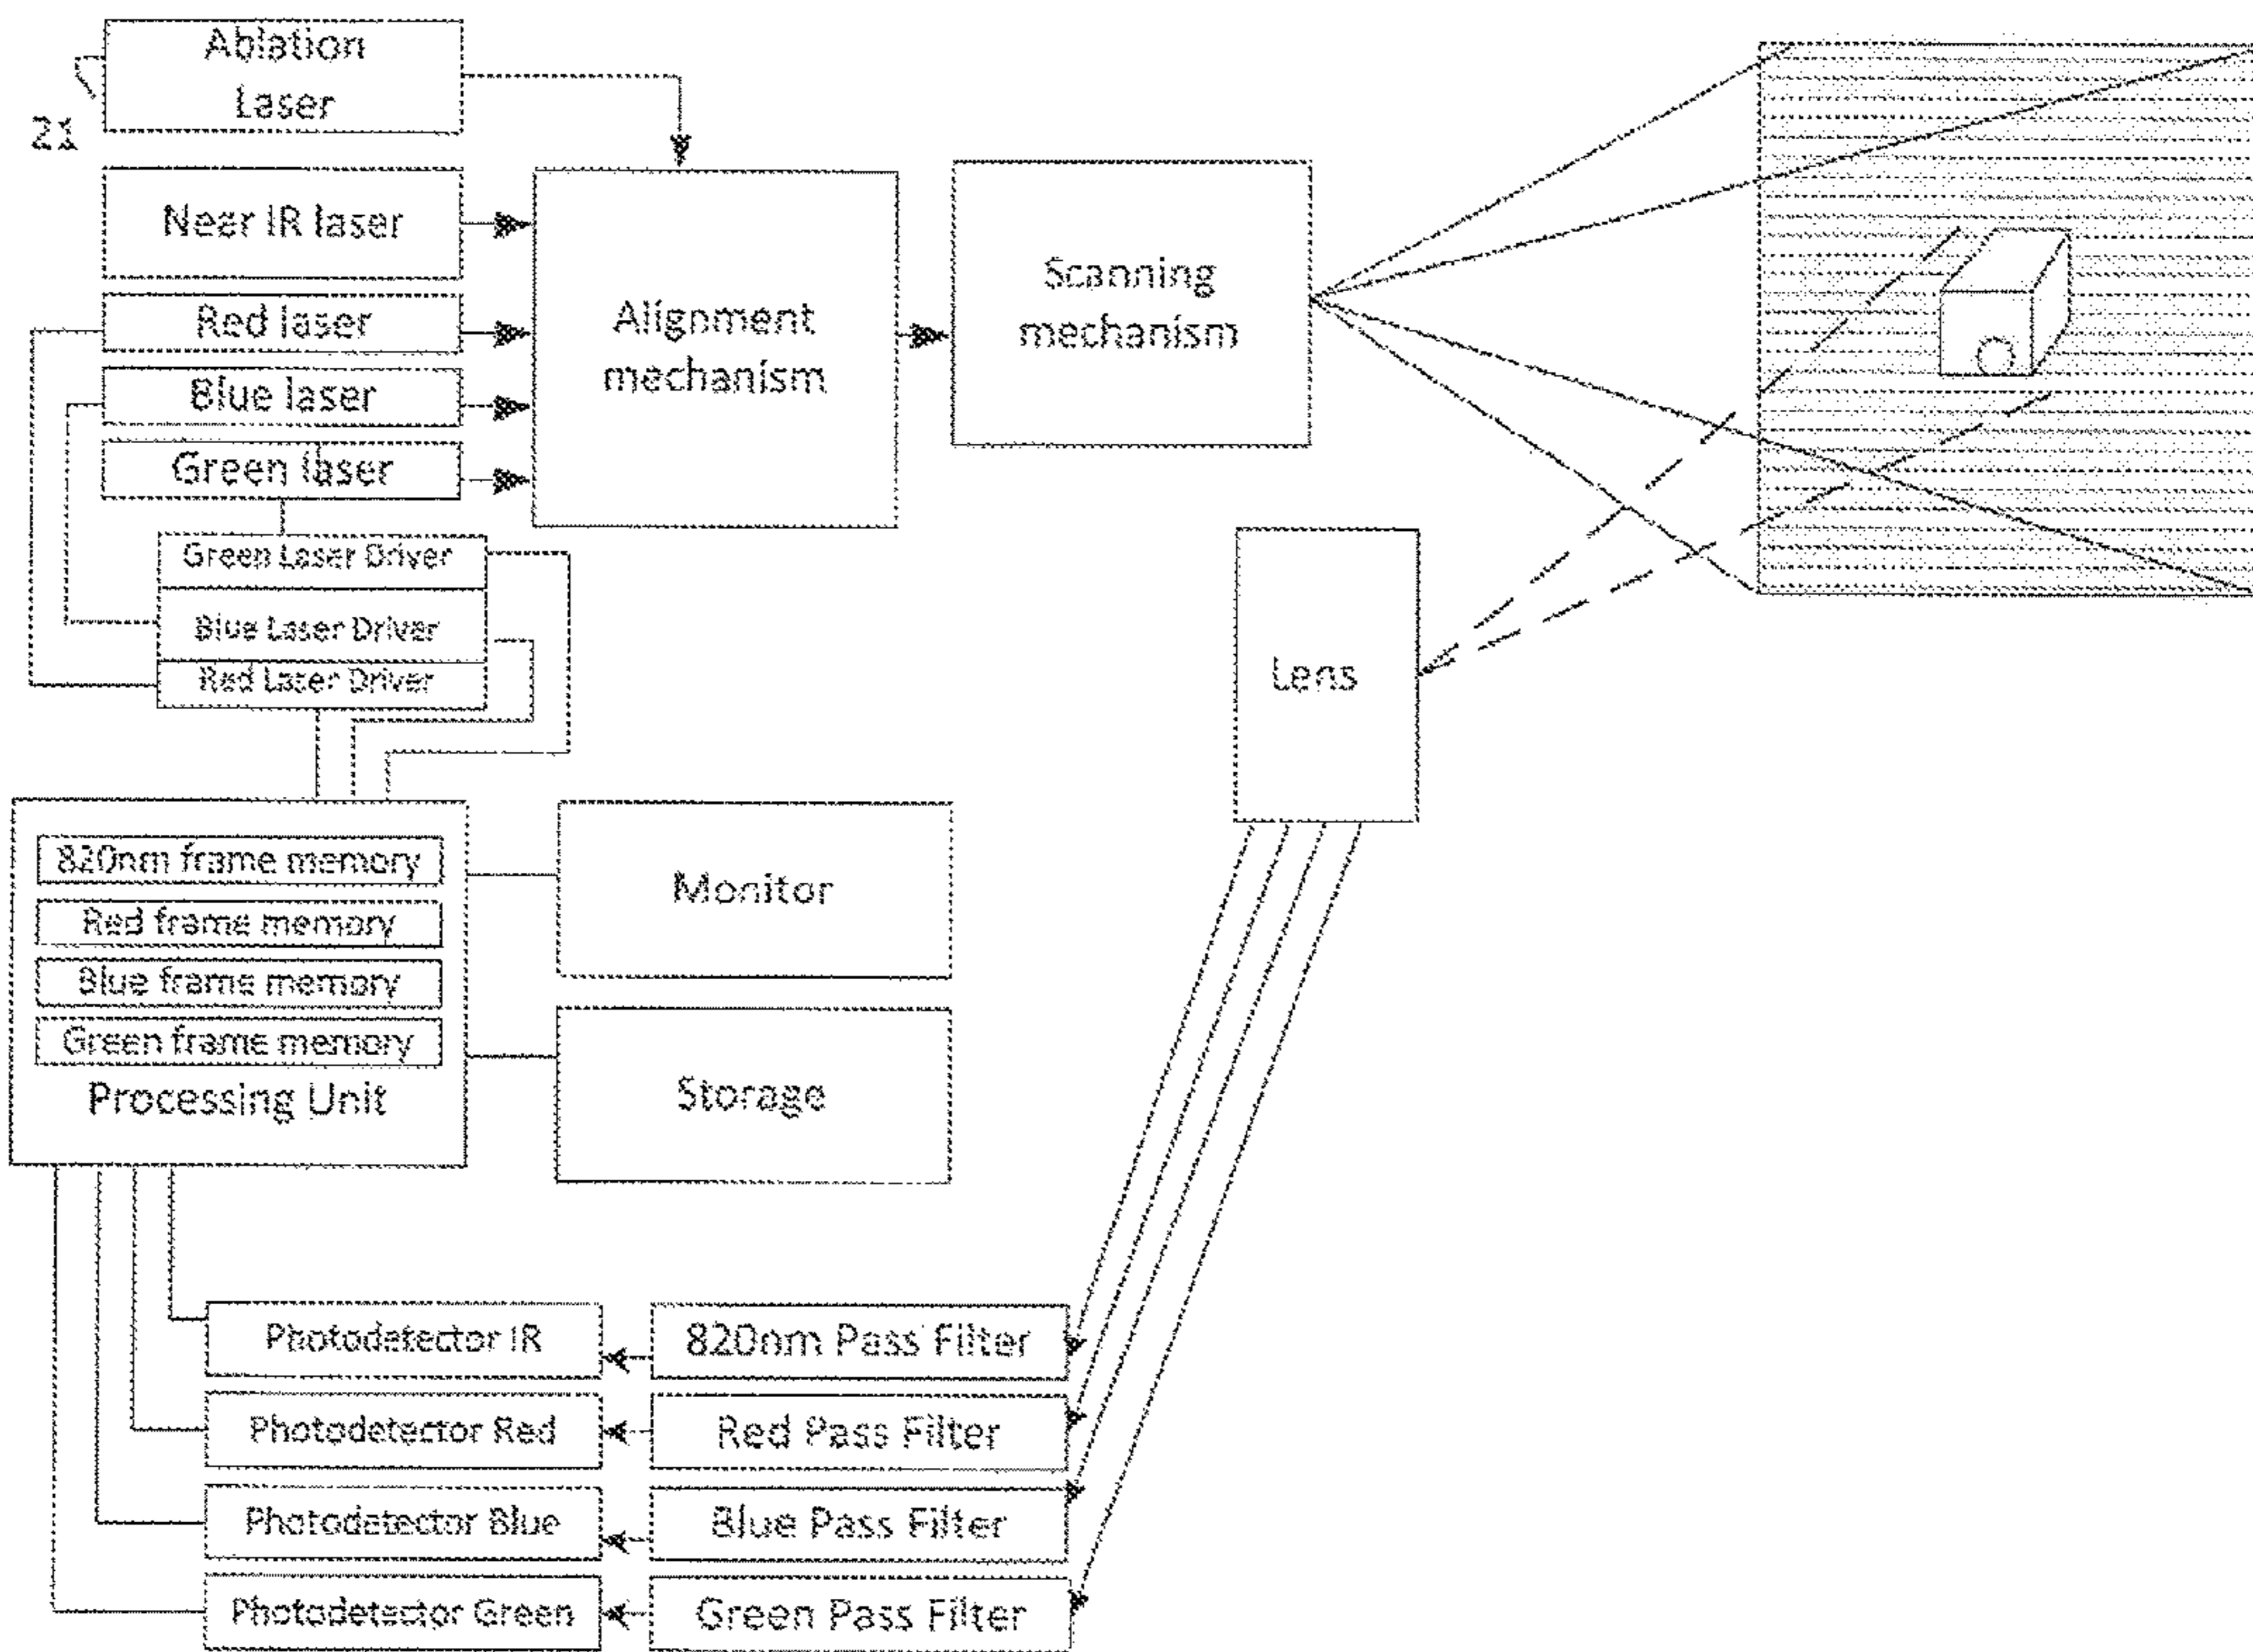 Ablation
Laser
21
Near IR laser
Red laser
Blue laser
Green laser
Alignment
mechanism
Scanning
mechanism
Green Laser Driver
Blue Laser Driver
Red Laser Driver
Lens
820nm frame memory
Red frame memory
Blue frame memory
Green frame memory
Processing Unit
Monitor
Storage
Photodetector IR
820nm Pass Filter
Photodetector Red
Red Pass Filter
Photodetector Blue
Blue Pass Filter
Photodetector Green
Green Pass Filter